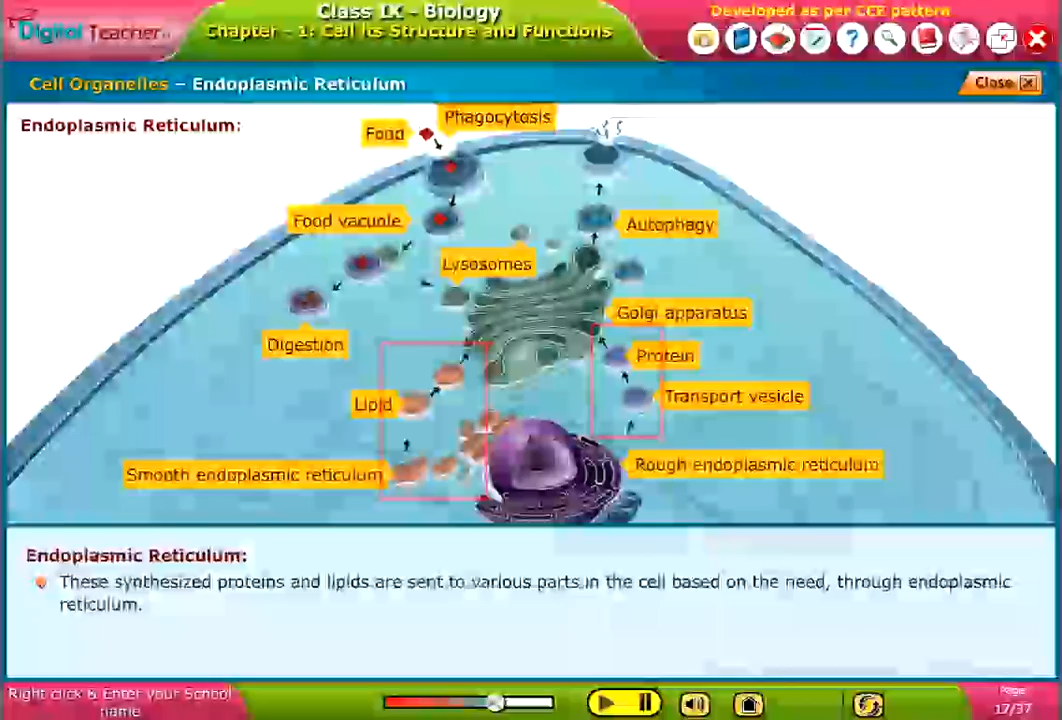 Class IX - Biology
Chapter - 1: Cell Its Structure and Functions
Developed as per CCE pattern
Digital Teacher
Cell Organelles – Endoplasmic Reticulum
Close
Endoplasmic Reticulum:
Phagocytosis
Food
Food vacuole
Autophagy
Lysosomes
Golgi apparatus
Digestion
Protein
Transport vesicle
Lipid
Rough endoplasmic reticulum
Smooth endoplasmic reticulum
Endoplasmic Reticulum:
These synthesized proteins and lipids are sent to various parts in the cell based on the need, through endoplasmic
reticulum.
Right click & Enter your School
name
Page
17/37